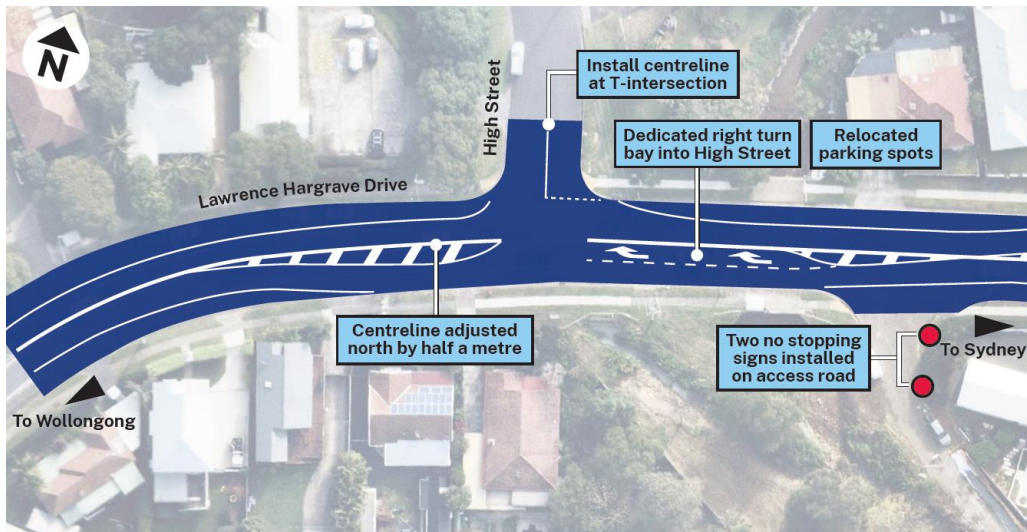 N
High Street
Install centreline
at T-intersection
Dedicated right turn
bay into High Street
Relocated
parking spots
Lawrence Hargrave Drive
Centreline adjusted
north by half a metre
Two no stopping
signs installed
on access road
To Sydney
To Wollongong